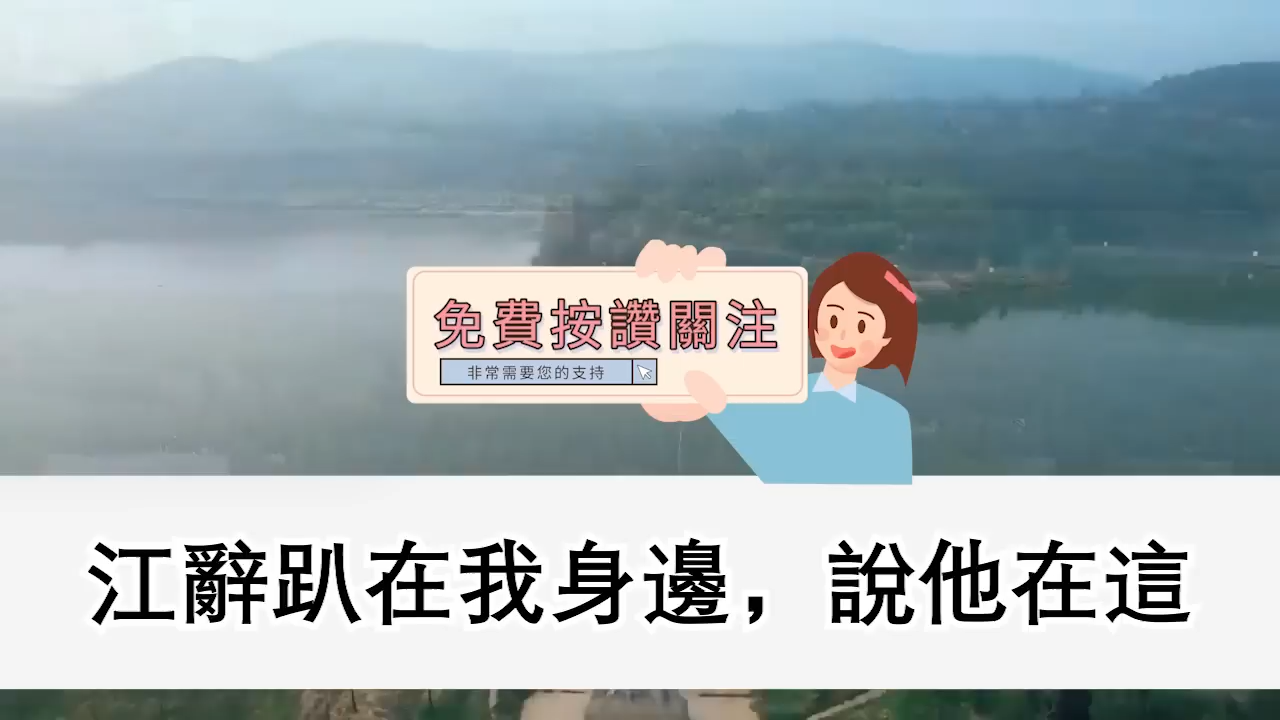 免費按讚關注
非常需要您的支持
江辭趴在我身邊，說他在這